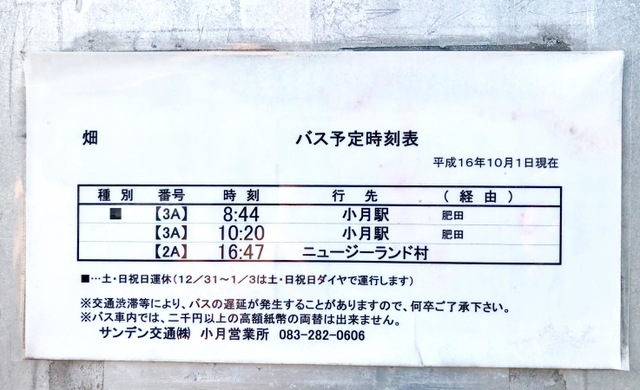 畑 バス予定時刻表
平成16年10月1日現在
種別 番号 時刻 行先 (経由)
■ 【3A】 8:44 小月駅 肥田
【3A】 10:20 小月駅 肥田
【2A】 16:47 ニュージーランド村
■…土・日祝日運休(12/31~1/3は土・日祝日ダイヤで運行します)
※交通渋滞等により、バスの遅延が発生することがありますので、何卒ご了承下さい。
※バス車内では、二千円以上の高額紙幣の両替は出来ません。
サンデン交通㈱ 小月営業所 083-282-0606